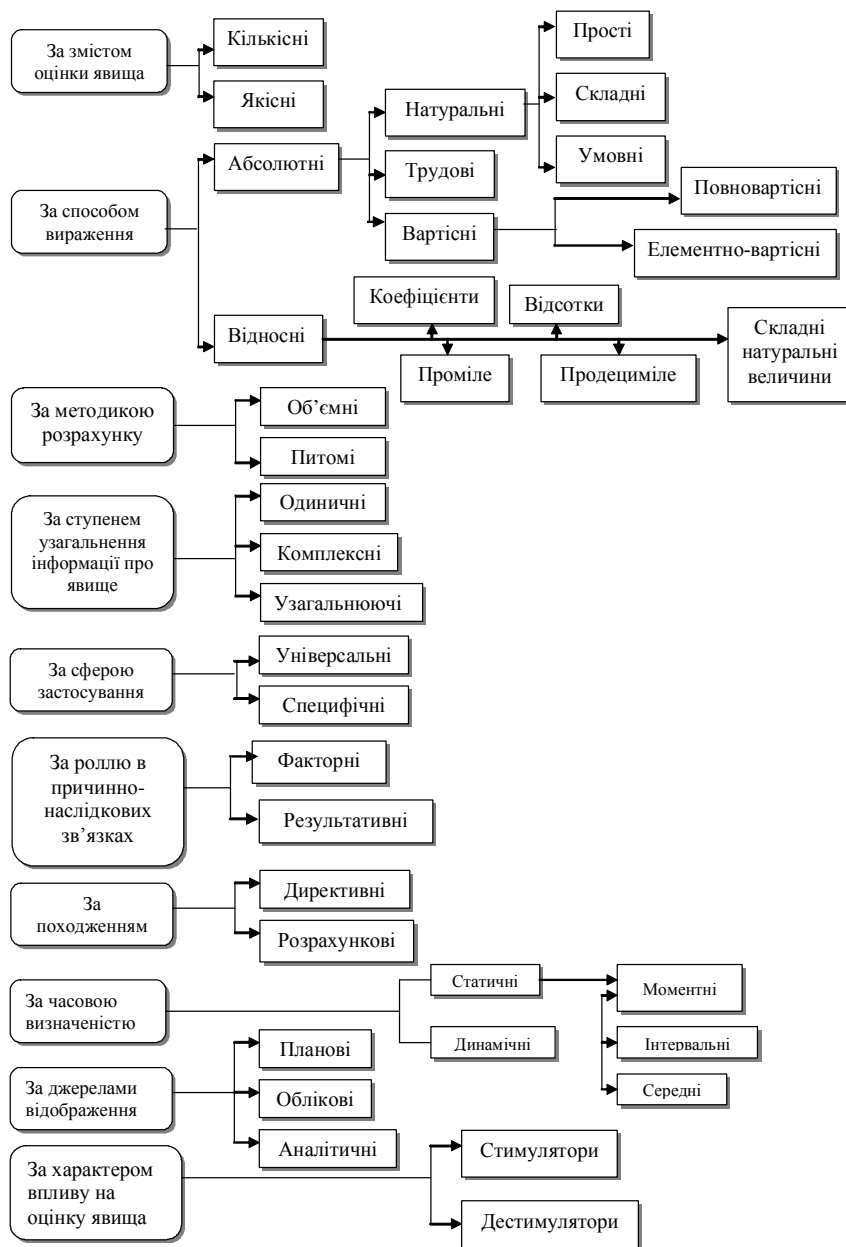 За змістом
оцінки явища
Кількісні
Якісні
Прості
Складні
Умовні
Натуральні
Абсолютні
Трудові
Вартісні
Повновартісні
Елементно-вартісні
За способом
вираження
Коефіцієнти
Відсотки
Відносні
Складні
натуральні
величини
Проміле
Продециміле
За методикою
розрахунку
Об’ємні
Питомі
За ступенем
узагальнення
інформації про
явище
Одиничні
Комплексні
Узагальнюючі
За сферою
застосування
Універсальні
Специфічні
За роллю в
причинно-
наслідкових
зв’язках
Факторні
Результативні
За
походженням
Директивні
Розрахункові
За часовою
визначеністю
Статичні
Динамічні
Моментні
Інтервальні
Середні
За джерелами
відображення
Планові
Облікові
Аналітичні
За характером
впливу на
оцінку явища
Стимулятори
Дестимулятори